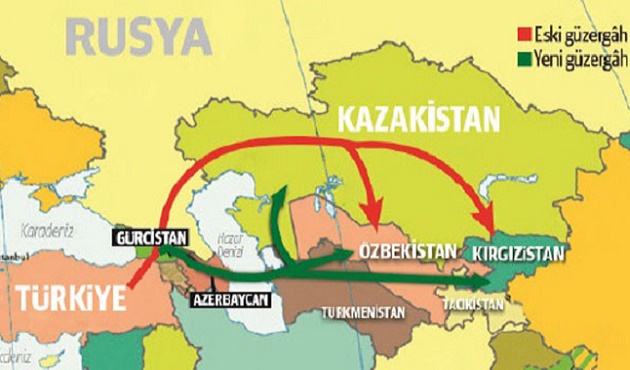 RUSYA
Eski güzergâh
Yeni güzergâh
KAZAKİSTAN
Karadeniz
GÜRCİSTAN
Hazar
Denizi
ÖZBEKİSTAN
KIRGIZİSTAN
TÜRKİYE
AZERBAYCAN
TÜRKMENİSTAN
TACİKİSTAN